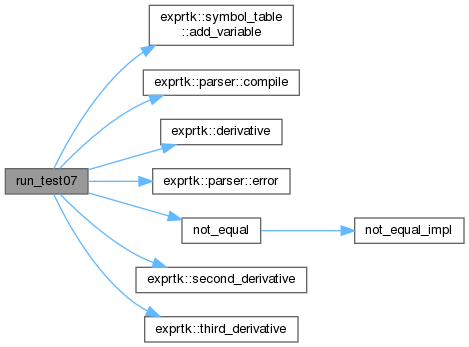 exprtk::symbol_table
::add_variable
exprtk::parser::compile
exprtk::derivative
run_test07
exprtk::parser::error
not_equal
not_equal_impl
exprtk::second_derivative
exprtk::third_derivative